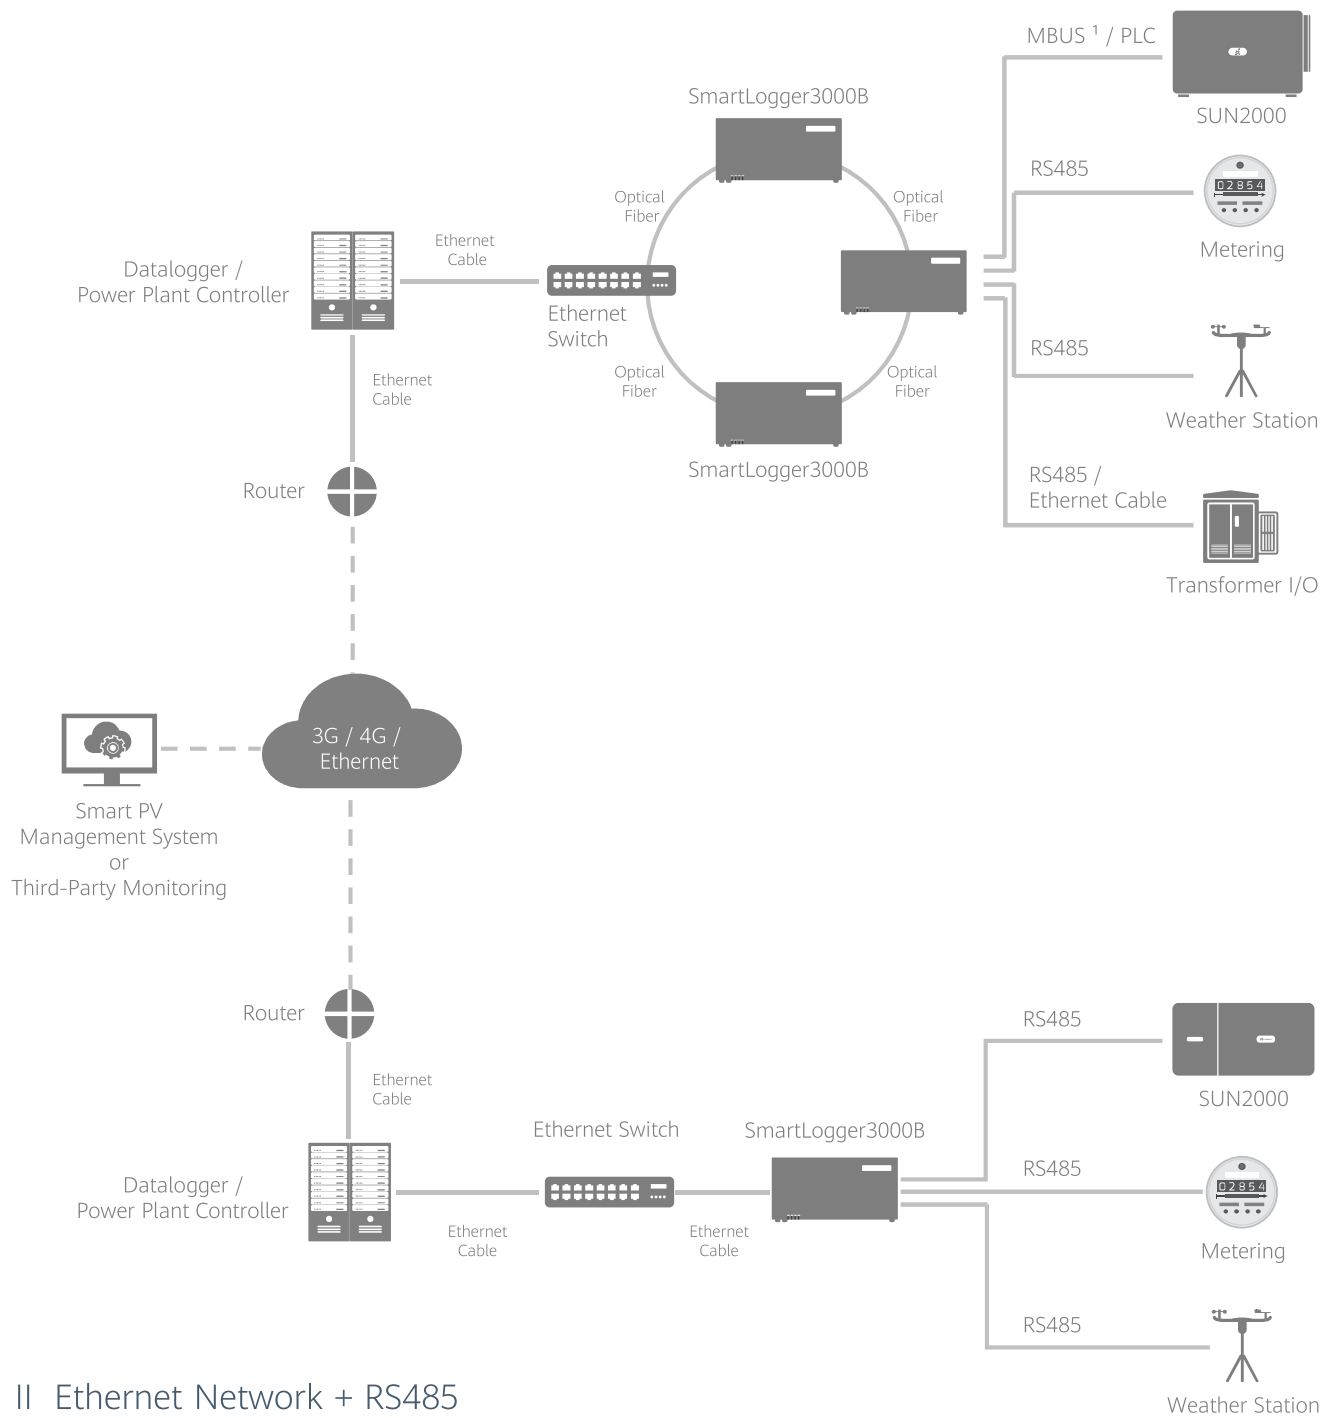 MBUS ¹ / PLC
SUN2000
SmartLogger3000B
RS485
02854
Metering
Optical
Fiber
Optical
Fiber
Ethernet
Cable
Datalogger /
Power Plant Controller
Ethernet
Switch
RS485
Weather Station
Optical
Fiber
Optical
Fiber
Ethernet
Cable
SmartLogger3000B
RS485 /
Ethernet Cable
Router
Transformer I/O
3G / 4G /
Ethernet
Smart PV
Management System
or
Third-Party Monitoring
Router
RS485
SUN2000
Ethernet
Cable
Ethernet Switch
SmartLogger3000B
RS485
02854
Metering
Datalogger /
Power Plant Controller
Ethernet
Cable
Ethernet
Cable
RS485
Weather Station
II Ethernet Network + RS485